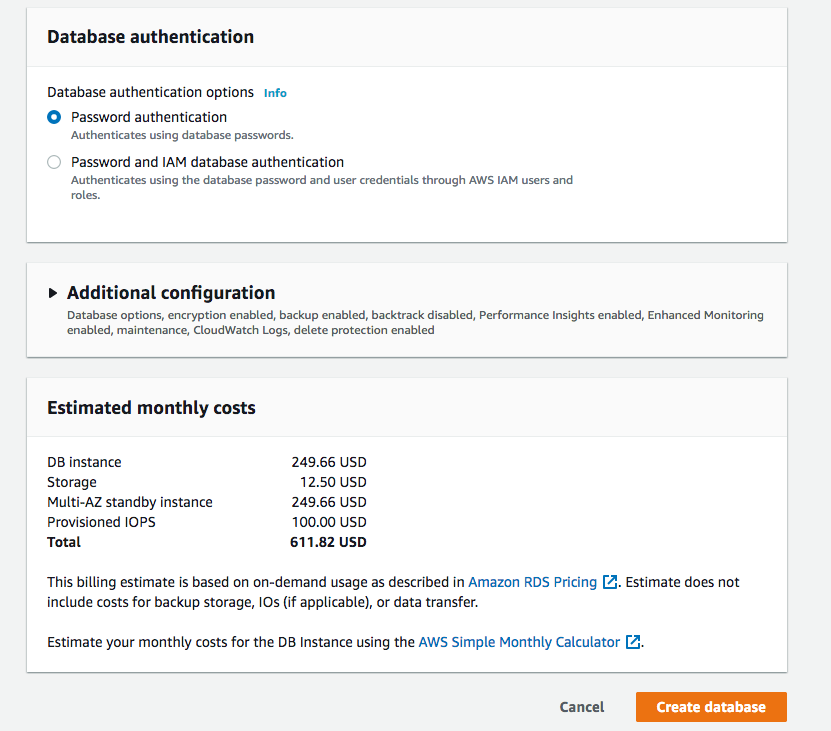 Database authentication
Database authentication options Info
Password authentication
Authenticates using database passwords.
Password and IAM database authentication
Authenticates using the database password and user credentials through AWS IAM users and
roles.
Additional configuration
Database options, encryption enabled, backup enabled, backtrack disabled, Performance Insights enabled, Enhanced Monitoring
enabled, maintenance, CloudWatch Logs, delete protection enabled
Estimated monthly costs
DB instance 249.66 USD
Storage 12.50 USD
Multi-AZ standby instance 249.66 USD
Provisioned IOPS 100.00 USD
Total 611.82 USD
This billing estimate is based on on-demand usage as described in Amazon RDS Pricing. Estimate does not
include costs for backup storage, IOs (if applicable), or data transfer.
Estimate your monthly costs for the DB Instance using the AWS Simple Monthly Calculator.
Cancel Create database